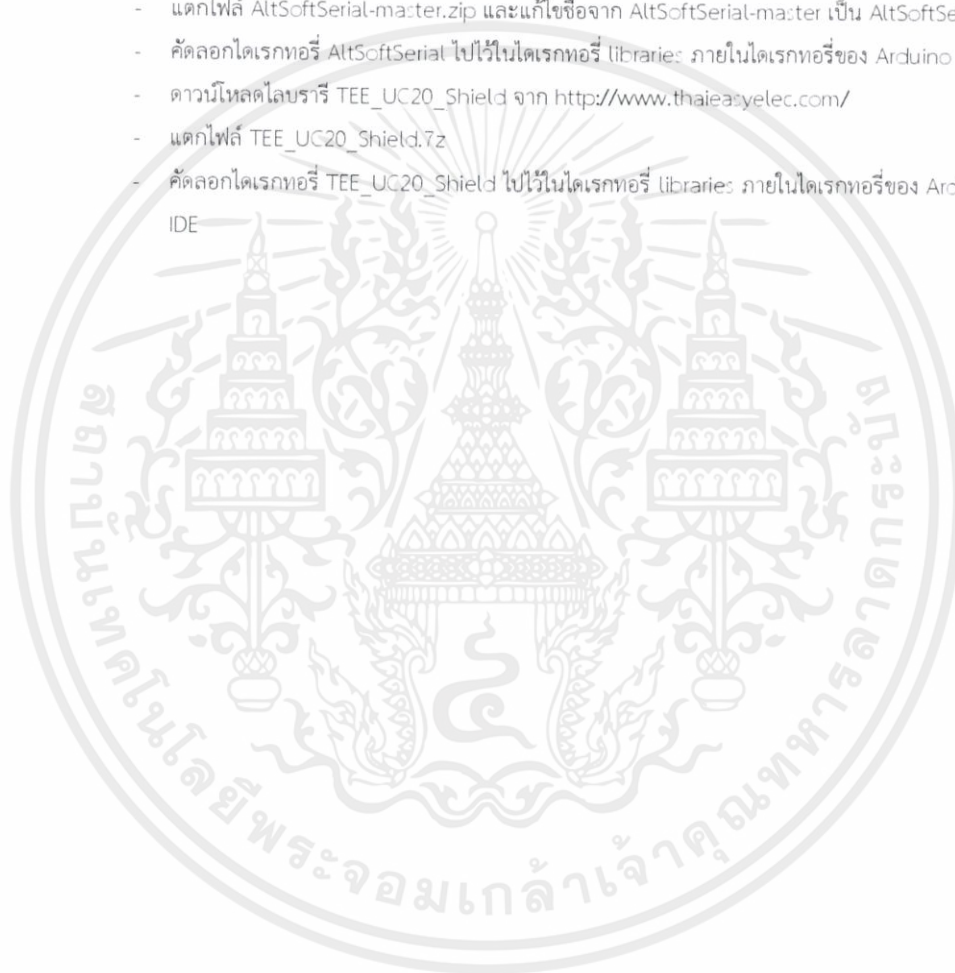 - แตกไฟล์ AltSoftSerial-master.zip และแก้ไขชื่อจาก AltSoftSerial-master เป็น
- คัดลอกไดเรกทอรี่ AltSoftSerial ไปไว้ในไดเรกทอรี่ libraries ภายในไดเรกทอรี่ของ Arduino
- ดาวน์โหลดไลบรารี TEE_UC20_Shield จาก http://www.thaieasyelec.com/
- แตกไฟล์ TEE_UC20_Shield.7z
- คัดลอกไดเรกทอรี่ TEE_UC20_Shield ไปไว้ในไดเรกทอรี่ libraries ภายในไดเรกทอรี่ของ
IDE
สถาบันเทคโนโลยีพระจอมเกล้าเจ้าคุณทหารลาดกระบัง